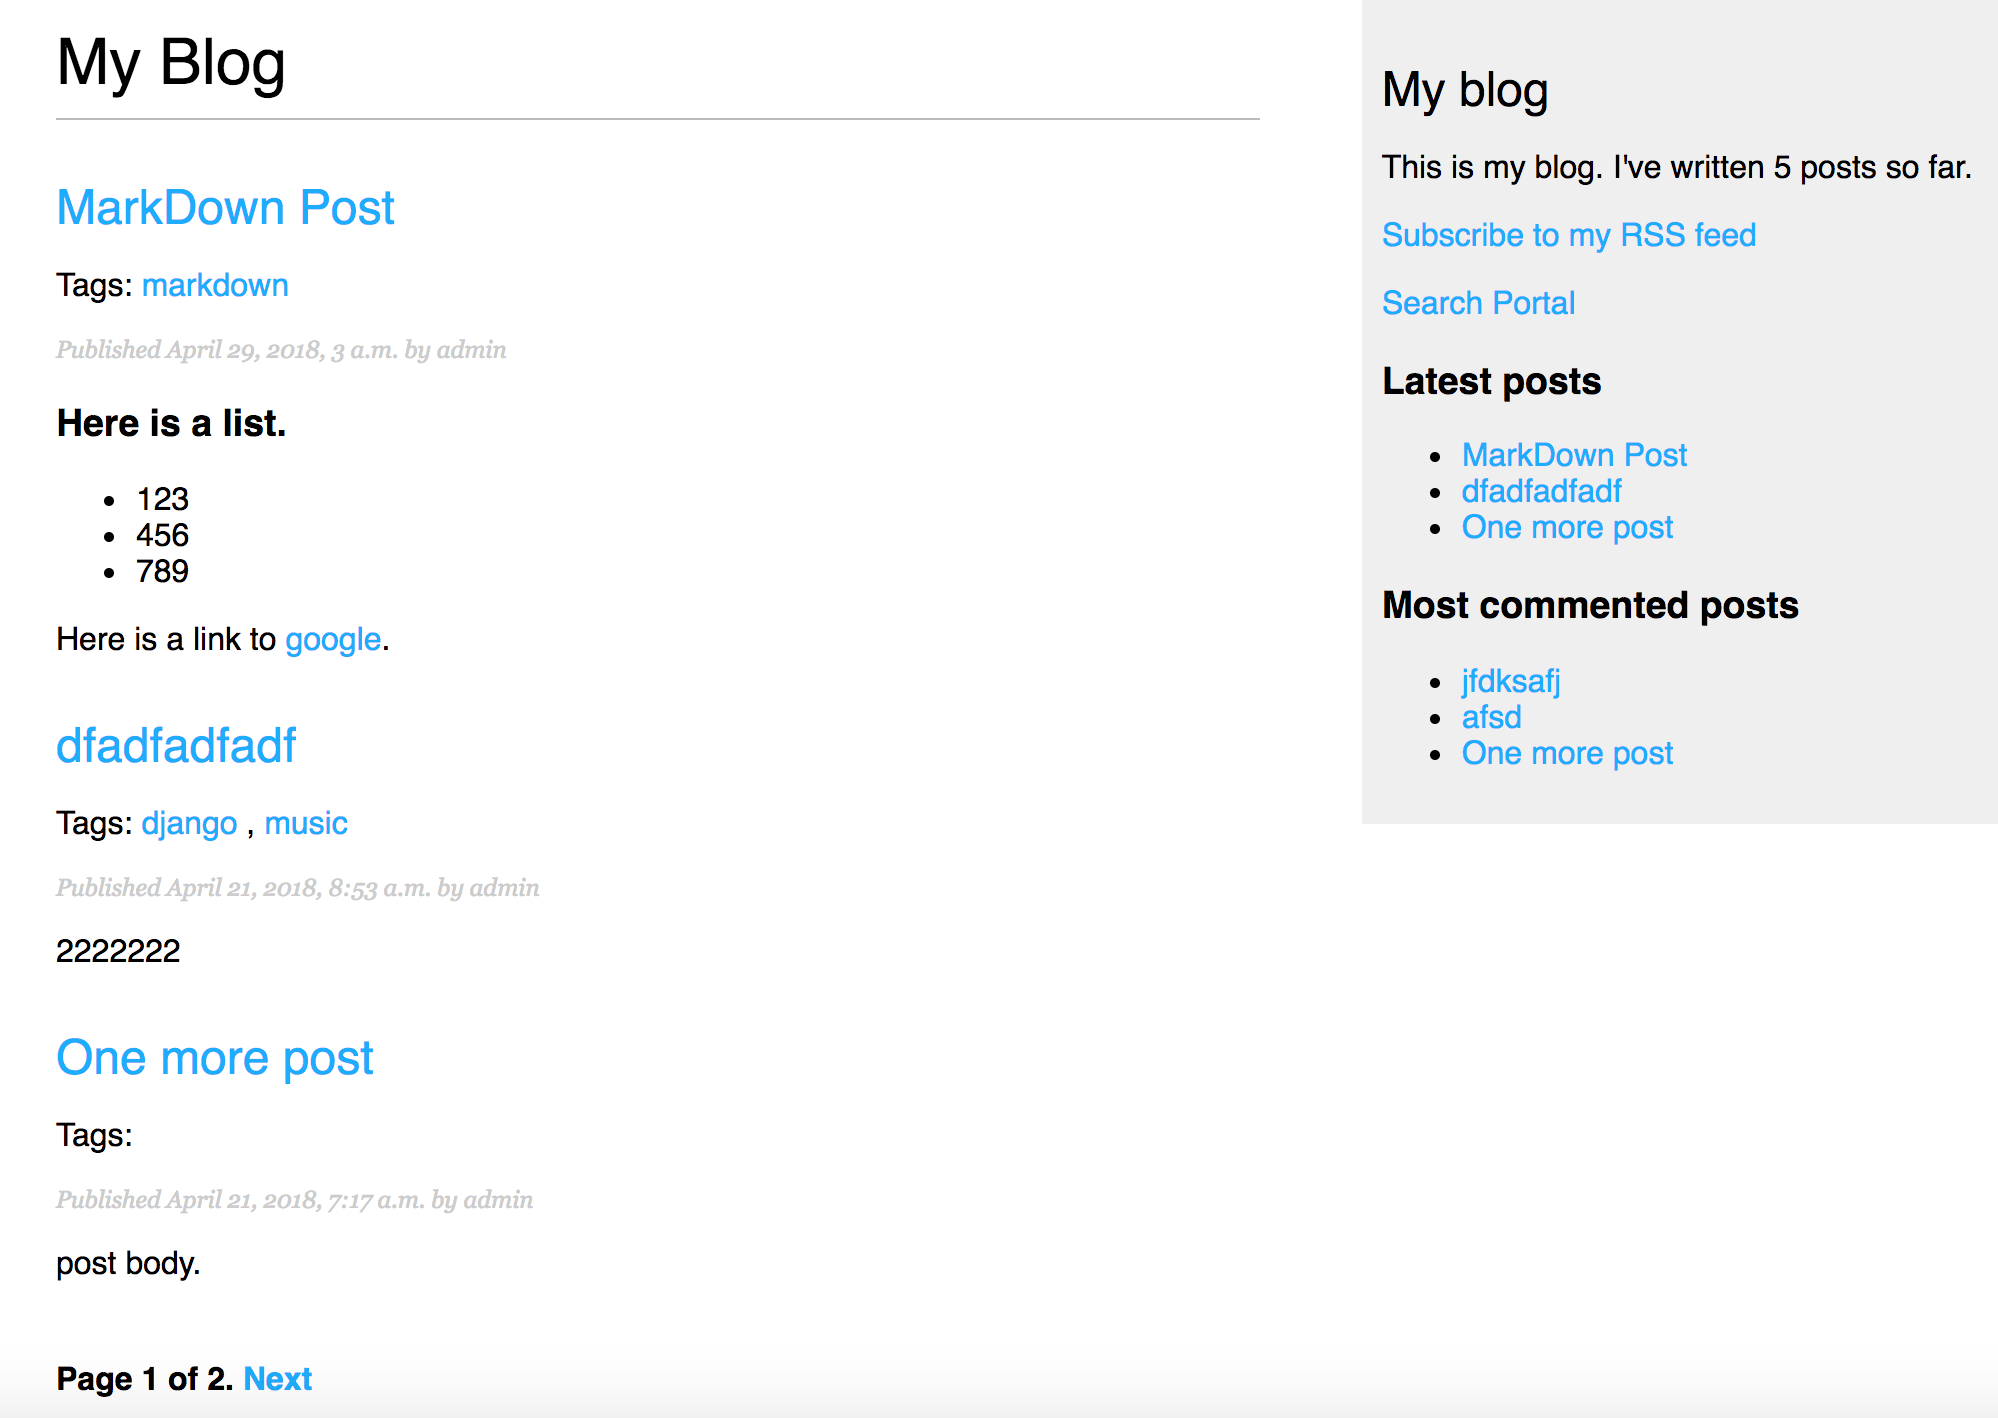 My Blog
MarkDown Post
Tags: markdown
Published April 29, 2018, 3 a.m. by admin
Here is a list.
• 123
• 456
• 789
Here is a link to google.
dfadfadfadf
Tags: django , music
Published April 21, 2018, 8:53 a.m. by admin
2222222
One more post
Tags:
Published April 21, 2018, 7:17 a.m. by admin
post body.
Page 1 of 2. Next
My blog
This is my blog. I've written 5 posts so far.
Subscribe to my RSS feed
Search Portal
Latest posts
• MarkDown Post
• dfadfadfadf
• One more post
Most commented posts
• jfdksafj
• afsd
• One more post